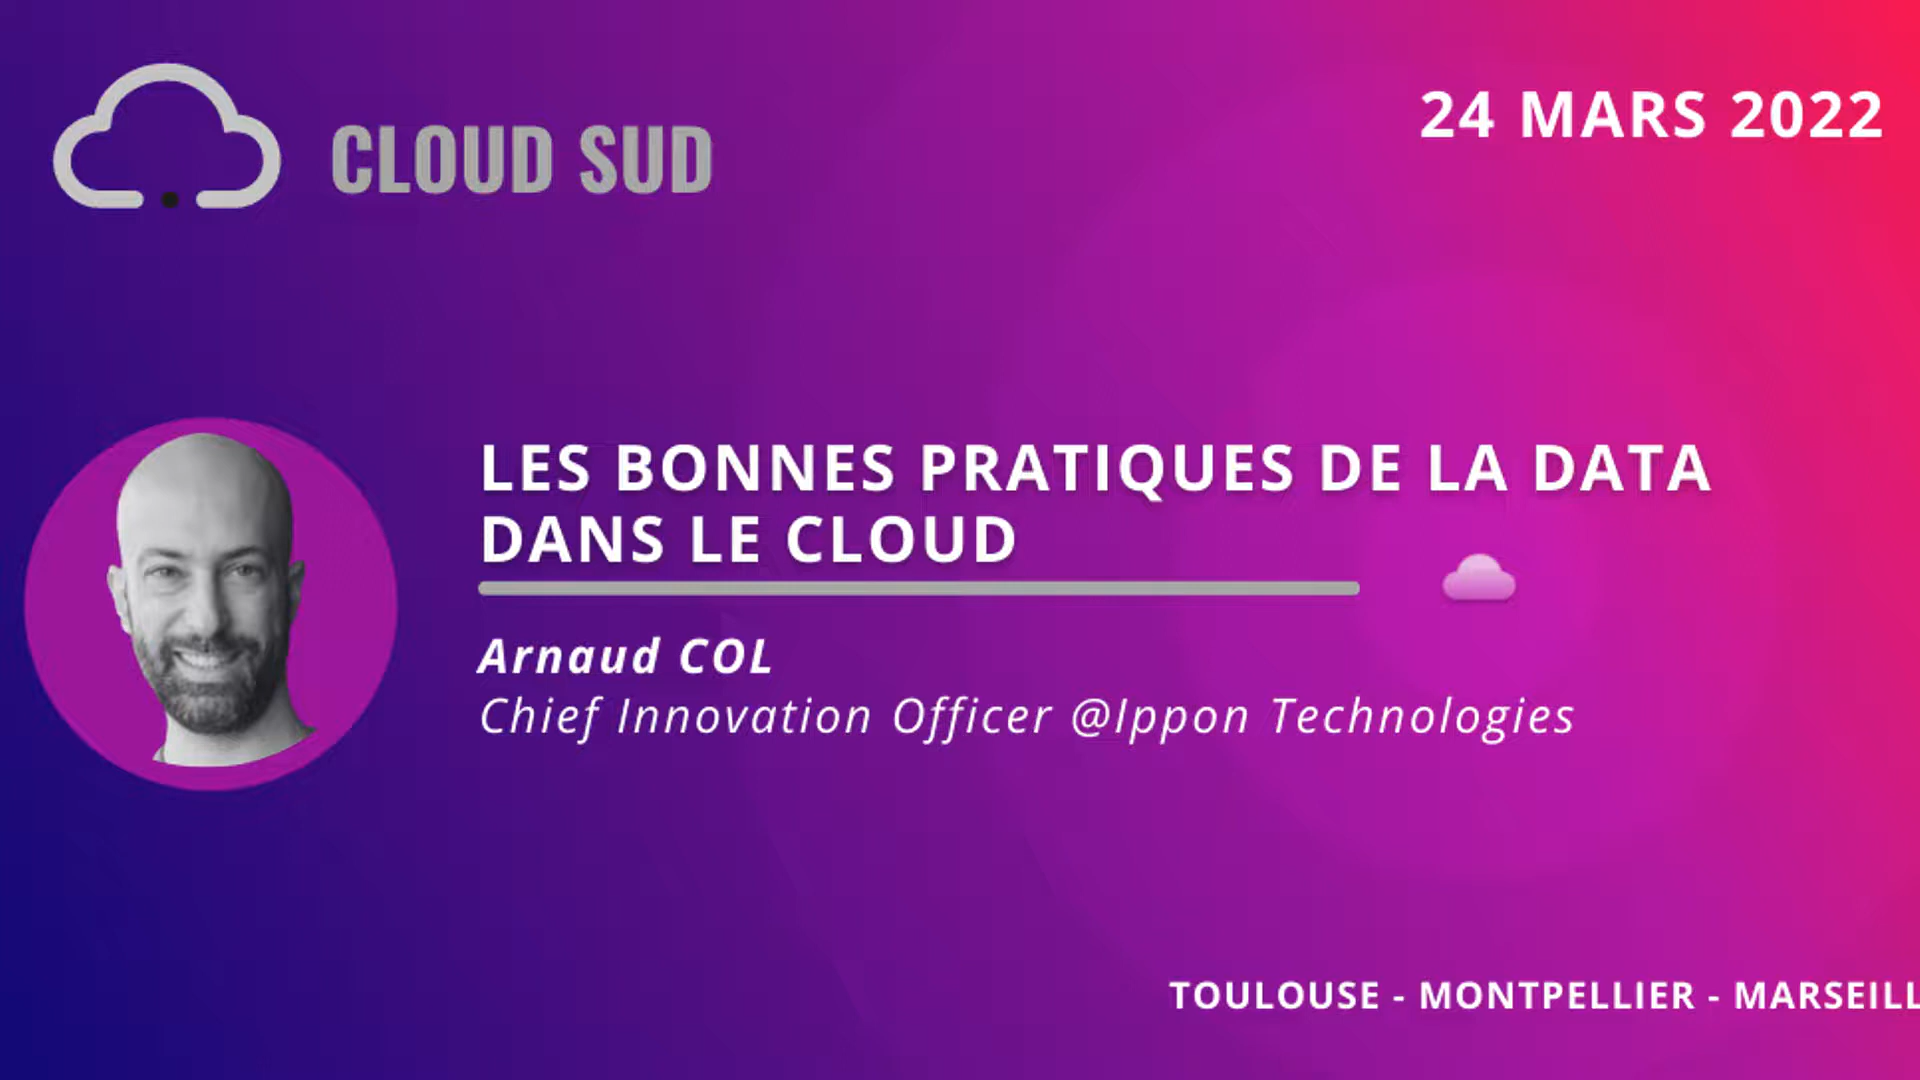 CLOUD SUD
24 MARS 2022
LES BONNES PRATIQUES DE LA DATA
DANS LE CLOUD
Arnaud COL
Chief Innovation Officer @Ippon Technologies
TOULOUSE - MONTPELLIER - MARSEILL